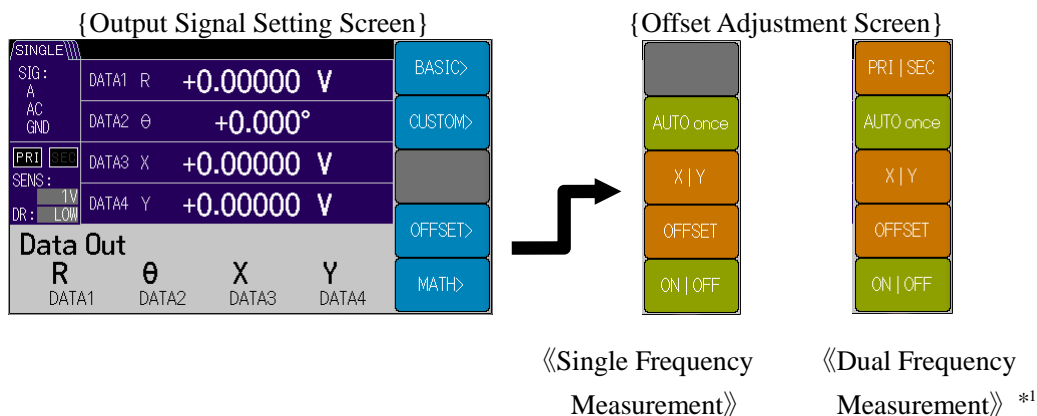 {Output Signal Setting Screen}
SINGLE
SIG:
A
AC
GND
PRI SEC
SENS:
1V
DR: LOW
DATA1 R +0.00000 V
DATA2 θ +0.000°
DATA3 X +0.00000 V
DATA4 Y +0.00000 V
Data Out
R θ X Y
DATA1 DATA2 DATA3 DATA4
BASIC>
CUSTOM>
OFFSET>
MATH>
{Offset Adjustment Screen}
AUTO once
X|Y
OFFSET
ON|OFF
PRI|SEC
AUTO once
X|Y
OFFSET
ON|OFF
《Single Frequency
Measurement》
《Dual Frequency
Measurement》 *1